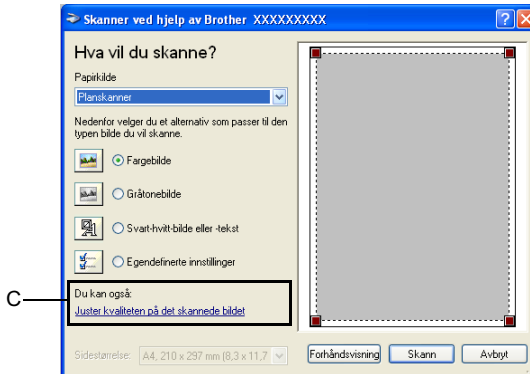 Skanner ved hjelp av Brother XXXXXXXXX
Hva vil du skanne?
Papirkilde
Planskanner
Nedenfor velger du et alternativ som passer til den
typen bilde du vil skanne.
Fargebilde
Gråtonebilde
Svart-hvitt-bilde eller -tekst
Egendefinerte innstillinger
C
Du kan også:
Juster kvaliteten på det skannede bildet
Sidestørrelse: A4, 210 x 297 mm (8,3 x 11,7
Forhåndsvisning Skann Avbryt